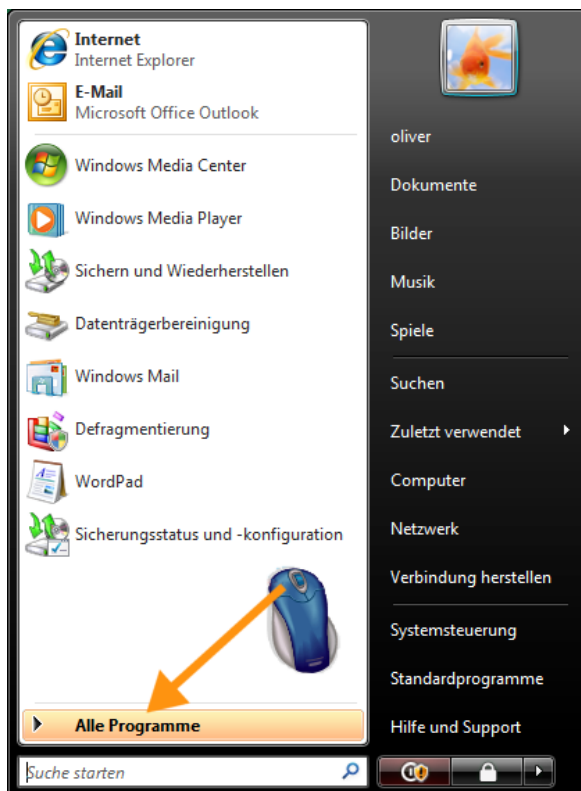 Internet
Internet Explorer
E-Mail
Microsoft Office Outlook
Windows Media Center
Windows Media Player
Sichern und Wiederherstellen
Datenträgerbereinigung
Windows Mail
Defragmentierung
WordPad
Sicherungsstatus und -konfiguration
Alle Programme
Suche starten
oliver
Dokumente
Bilder
Musik
Spiele
Suchen
Zuletzt verwendet
Computer
Netzwerk
Verbindung herstellen
Systemsteuerung
Standardprogramme
Hilfe und Support